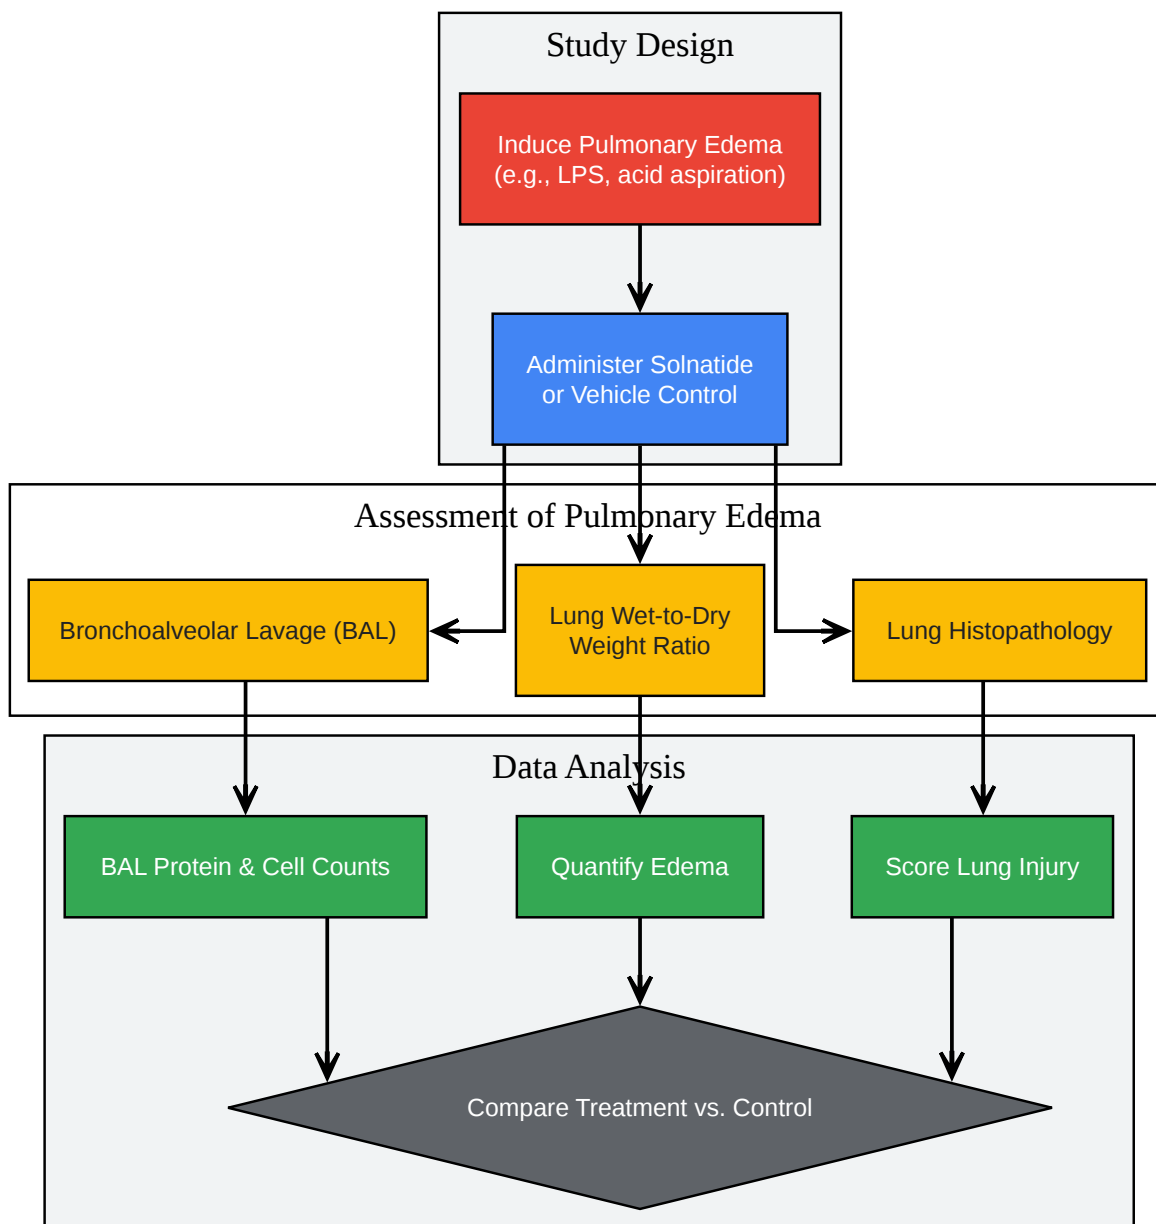 Study Design
Induce Pulmonary Edema
(e.g., LPS, acid aspiration)
Administer Solnatide
or Vehicle Control
Assessment of Pulmonary Edema
Bronchoalveolar Lavage (BAL)
Lung Wet-to-Dry
Weight Ratio
Lung Histopathology
Data Analysis
BAL Protein & Cell Counts
Quantify Edema
Score Lung Injury
Compare Treatment vs. Control